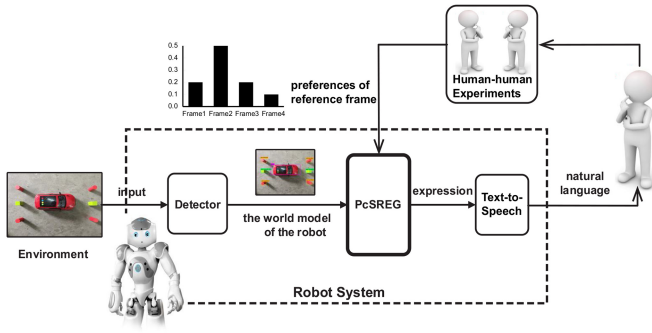 0.5
0.4
0.3
0.2
0.1
0.0
Frame1 Frame2 Frame3 Frame4
preferences of
reference frame
Human-human
Experiments
input
Detector
the world model
of the robot
PcSREG
expression
Text-to-
Speech
natural
language
Environment
Robot System